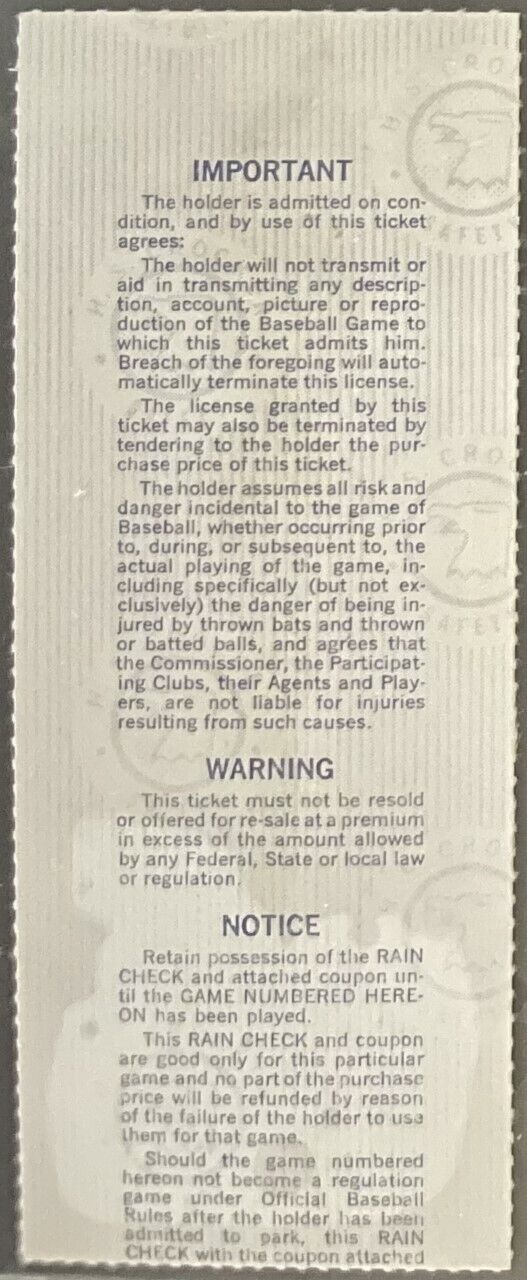 IMPORTANT
The holder is admitted on con-
dition, and by use of this ticket
agrees:
The holder will not transmit or
aid in transmitting any descrip-
tion, account, picture or repro-
duction of the Baseball Game to
which this ticket admits him.
Breach of the foregoing will auto-
matically terminate this license.
The license granted by this
ticket may also be terminated by
tendering to the holder the pur-
chase price of this ticket.
The holder assumes all risk and
danger incidental to the game of
Baseball, whether occurring prior
to, during, or subsequent to, the
actual playing of the game, in-
cluding specifically (but not ex-
clusively) the danger of being in-
jured by thrown bats and thrown
or batted balls, and agrees that
the Commissioner, the Participat-
ing Clubs, their Agents and Play-
ers, are not liable for injuries
resulting from such causes.
WARNING
This ticket must not be resold
or offered for re-sale at a premium
in excess of the amount allowed
by any Federal, State or local law
or regulation.
NOTICE
Retain possession of the RAIN
CHECK and attached coupon un-
til the GAME NUMBERED HERE-
ON has been played.
This RAIN CHECK and coupon
are good only for this particular
game and no part of the purchase
price will be refunded by reason
of the failure of the holder to use
them for that game.
Should the game numbered
hereon not become a regulation
game under Official Baseball
Rules after the holder has been
admitted to park, this RAIN
CHECK with the coupon attached